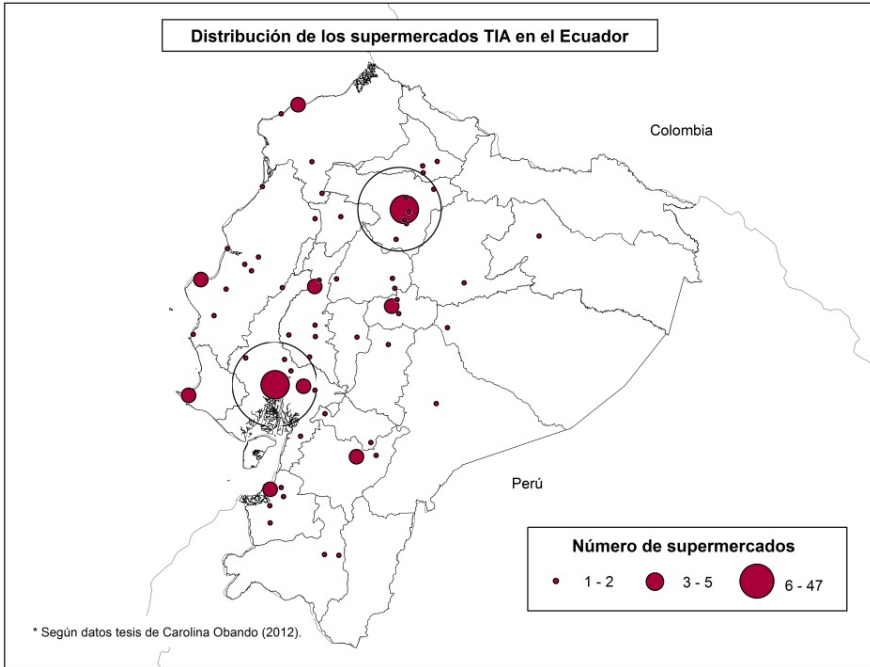 Distribución de los supermercados TIA en el Ecuador
Colombia
Perú
Número de supermercados
1 - 2
3 - 5
6 - 47
* Según datos tesis de Carolina Obando (2012).